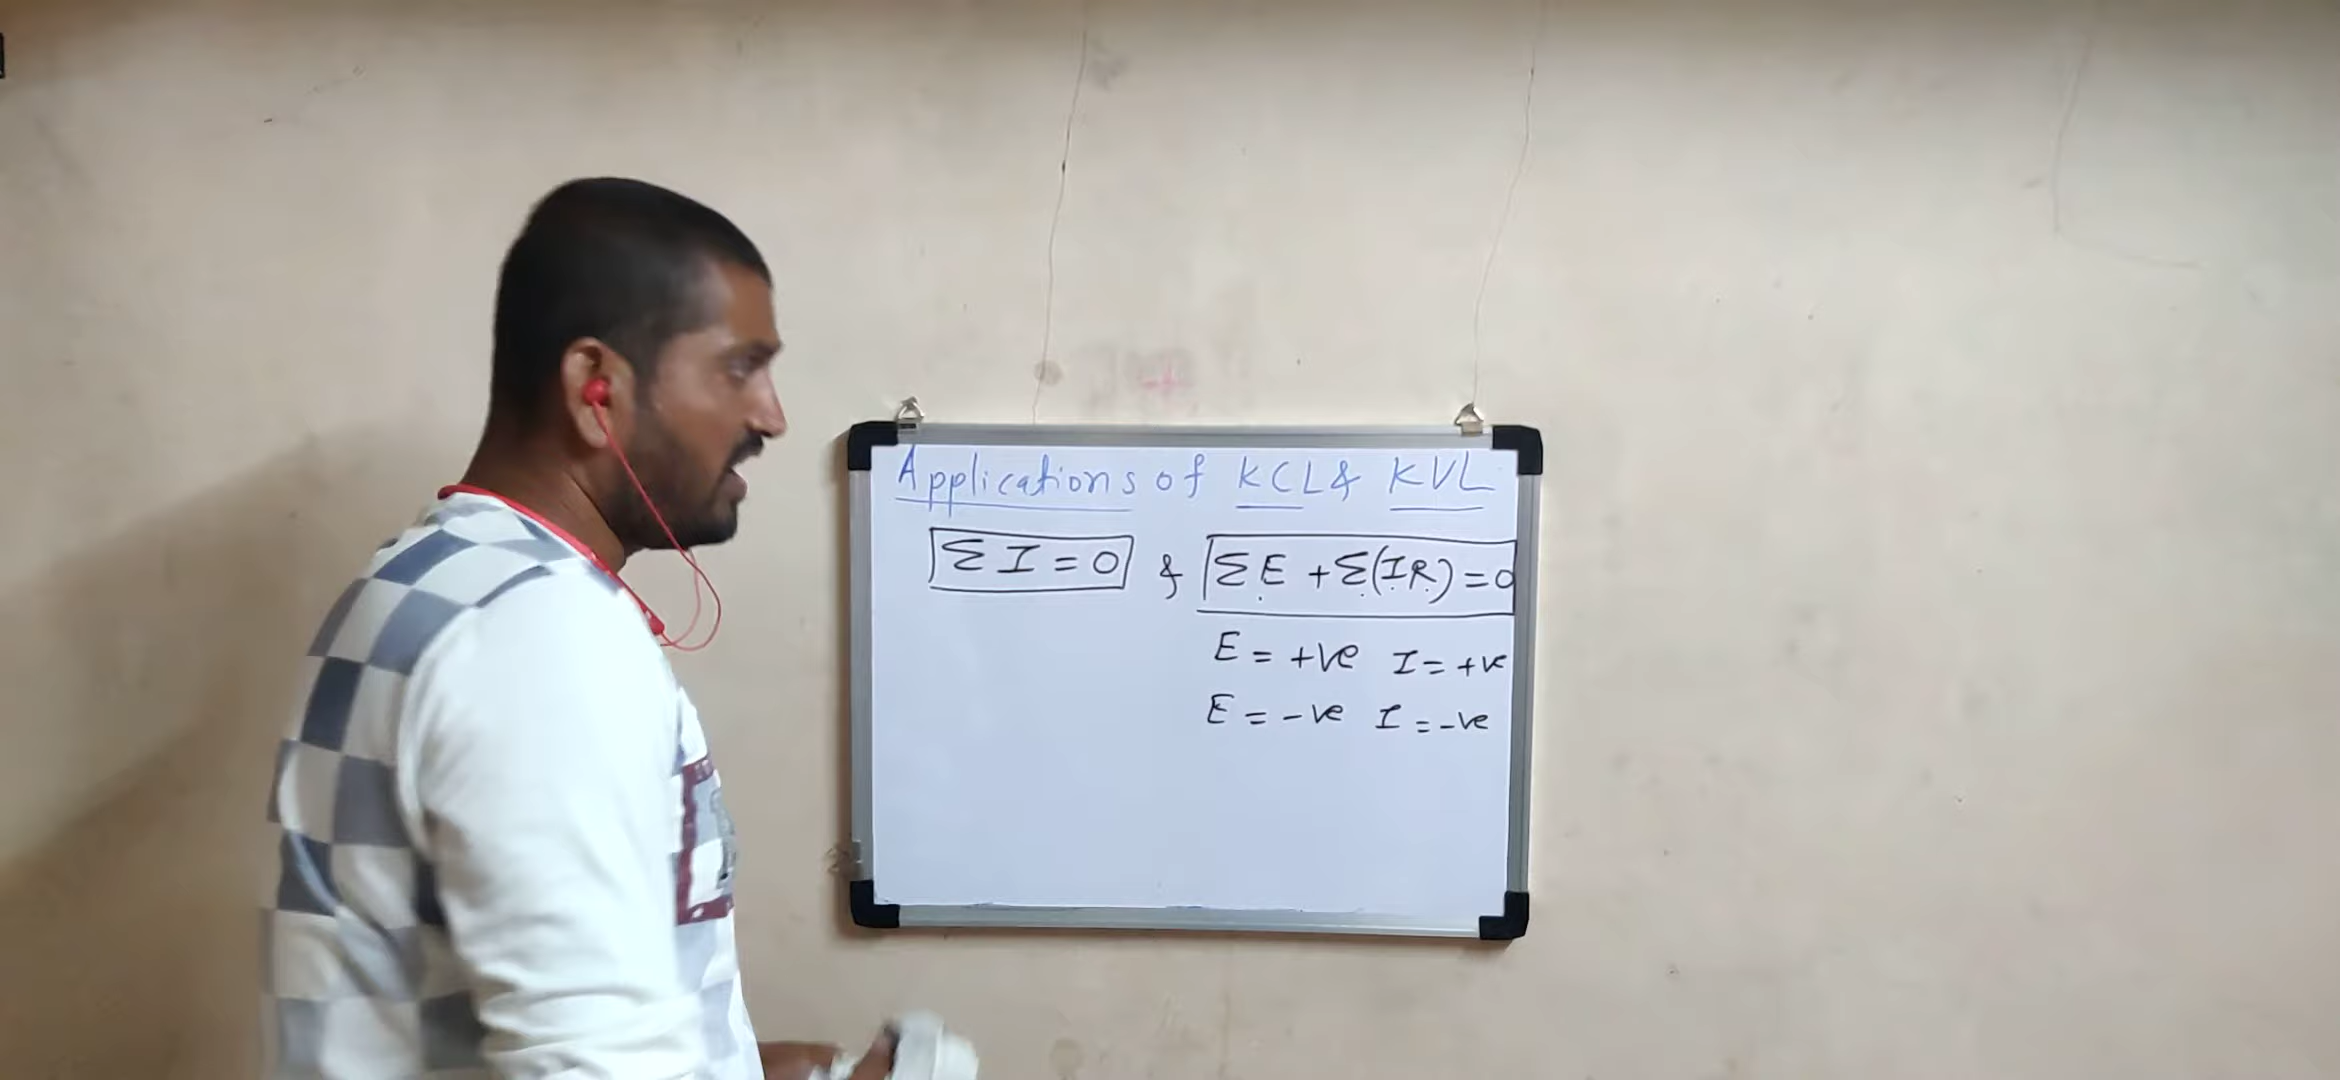 Applications of KCL & KVL
ΣI=0 & ΣE+Σ(IR)=0
E=+ve I=+ve
E=-ve I=-ve